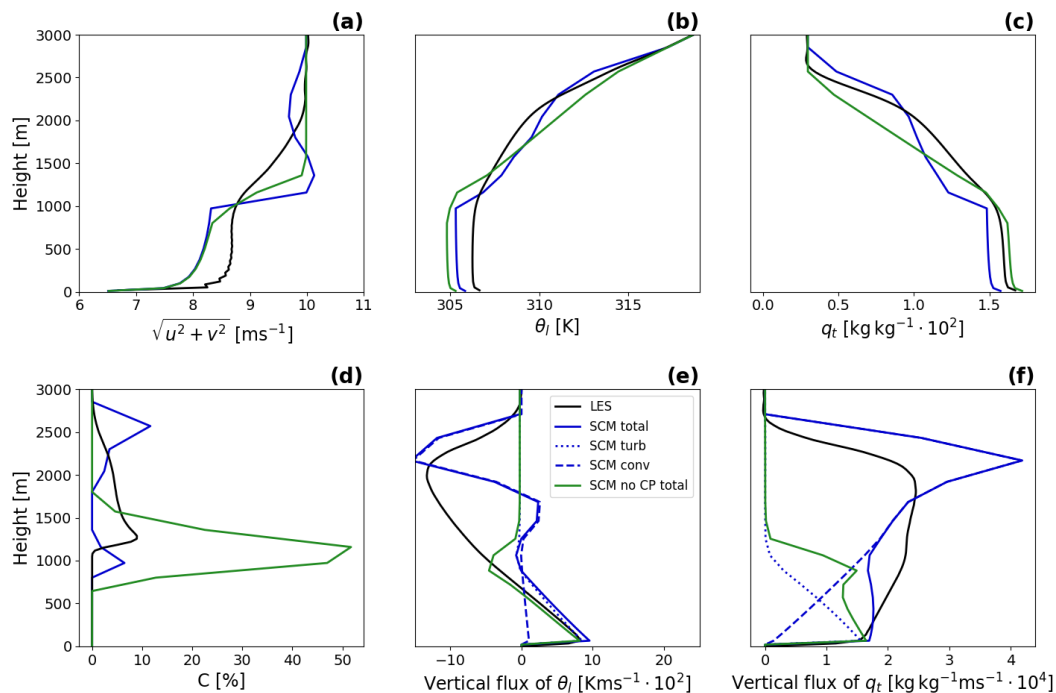 (a)
(b)
(c)
Height [m]
3000
2500
2000
1500
1000
500
0
6 7 8 9 10 11
305 310 315
0.0 0.5 1.0 1.5
√u² + v² [ms⁻¹]
θₗ [K]
qₜ [kg kg⁻¹ · 10²]
(d)
(e)
(f)
Height [m]
3000
2500
2000
1500
1000
500
0
LES
SCM total
SCM turb
SCM conv
SCM no CP total
0 10 20 30 40 50
−10 0 10 20
0 1 2 3 4
C [%]
Vertical flux of θₗ [Kms⁻¹ · 10²]
Vertical flux of qₜ [kg kg⁻¹ms⁻¹ · 10⁴]